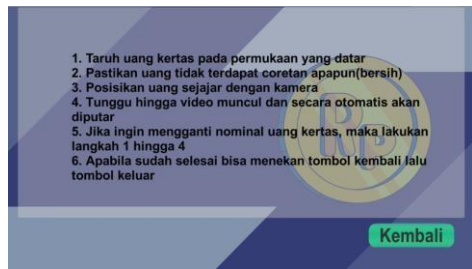 1. Taruh uang kertas pada permukaan yang datar
2. Pastikan uang tidak terdapat coretan apapun(bersih)
3. Posisikan uang sejajar dengan kamera
4. Tunggu hingga video muncul dan secara otomatis akan
diputar
5. Jika ingin mengganti nominal uang kertas, maka lakukan
langkah 1 hingga 4
6. Apabila sudah selesai bisa menekan tombol kembali lalu
tombol keluar
RP
Kembali